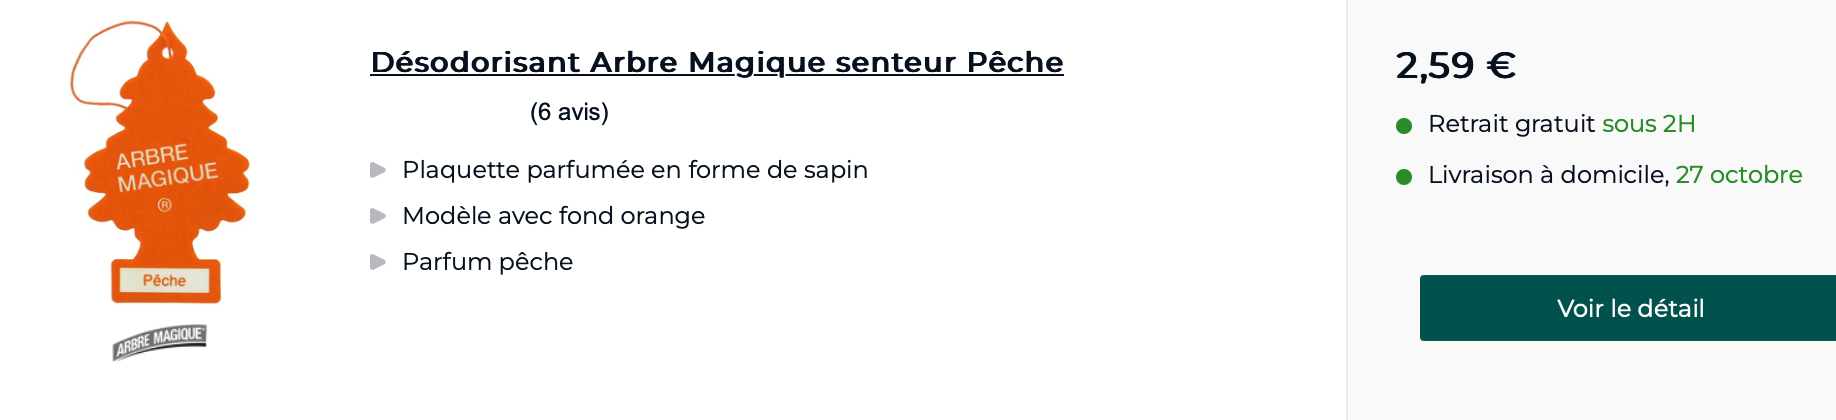 ARBRE
MAGIQUE
®
Pêche
ARBRE MAGIQUE
Désodorisant Arbre Magique senteur Pêche
(6 avis)
Plaquette parfumée en forme de sapin
Modèle avec fond orange
Parfum pêche
2,59 €
Retrait gratuit sous 2H
Livraison à domicile, 27 octobre
Voir le détail